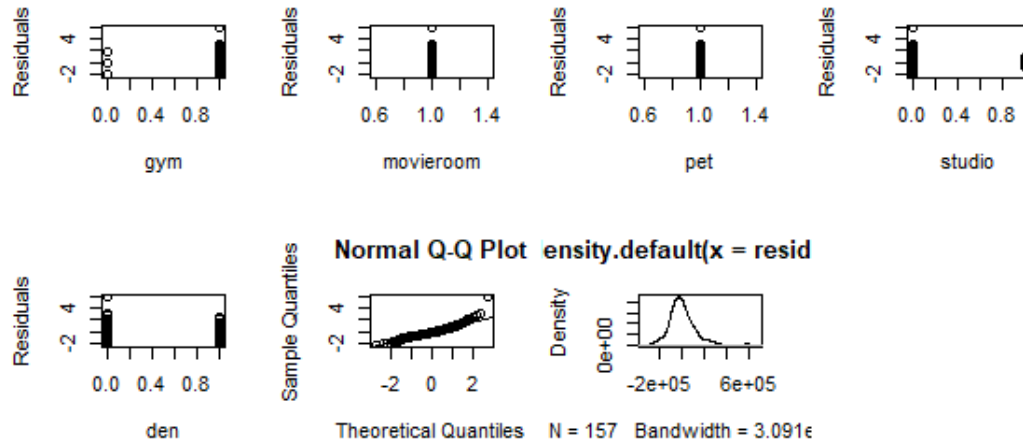 Residuals
4
-2
0.0 0.4 0.8
gym
Residuals
4
-2
0.6 1.0 1.4
movieroom
Residuals
4
-2
0.6 1.0 1.4
pet
Residuals
4
-2
0.0 0.4 0.8
studio
Residuals
4
-2
0.0 0.4 0.8
den
Normal Q-Q Plot
Sample Quantiles
4
-2
-2 0 2
Theoretical Quantiles
ensity.default(x = resid
Density
0e+00
-2e+05 6e+05
N = 157 Bandwidth = 3.091e